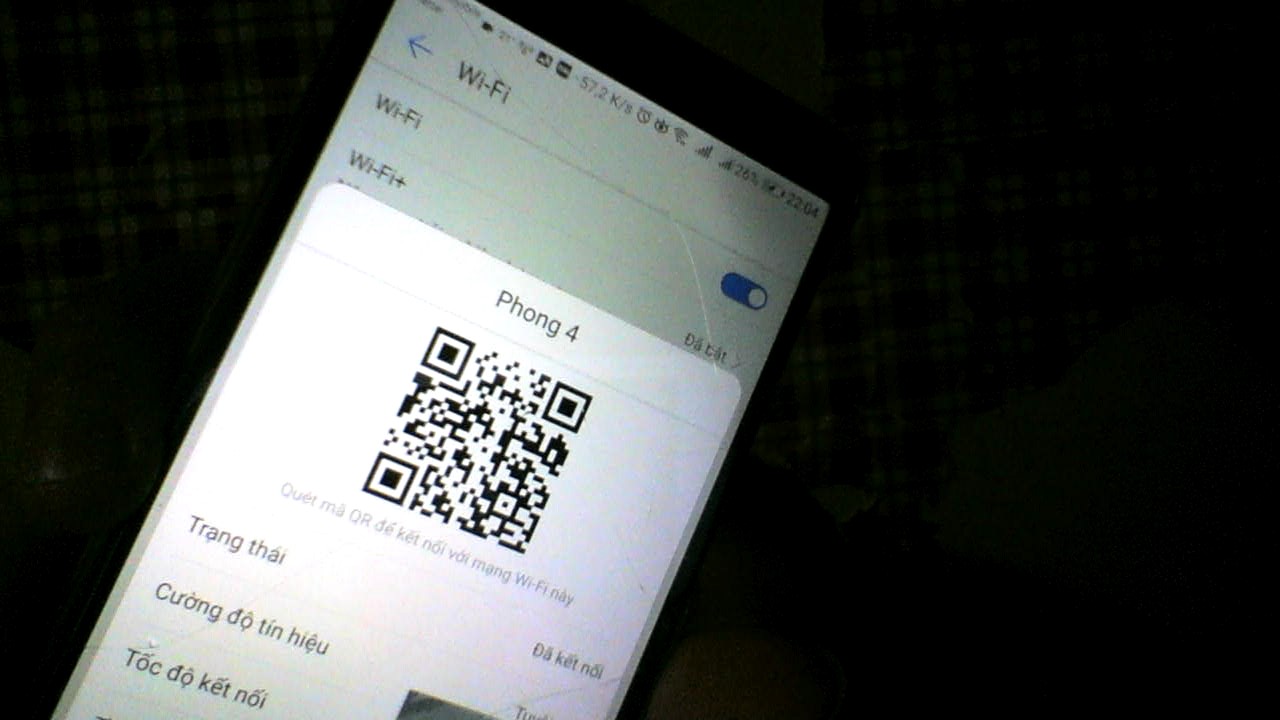 57,2 K/s 26% 22:04
Wi-Fi
Wi-Fi
Wi-Fi+
Đã bật
Phong 4
Quét mã QR để kết nối với mạng Wi-Fi này
Trạng thái
Đã kết nối
Cường độ tín hiệu
Tốc độ kết nối